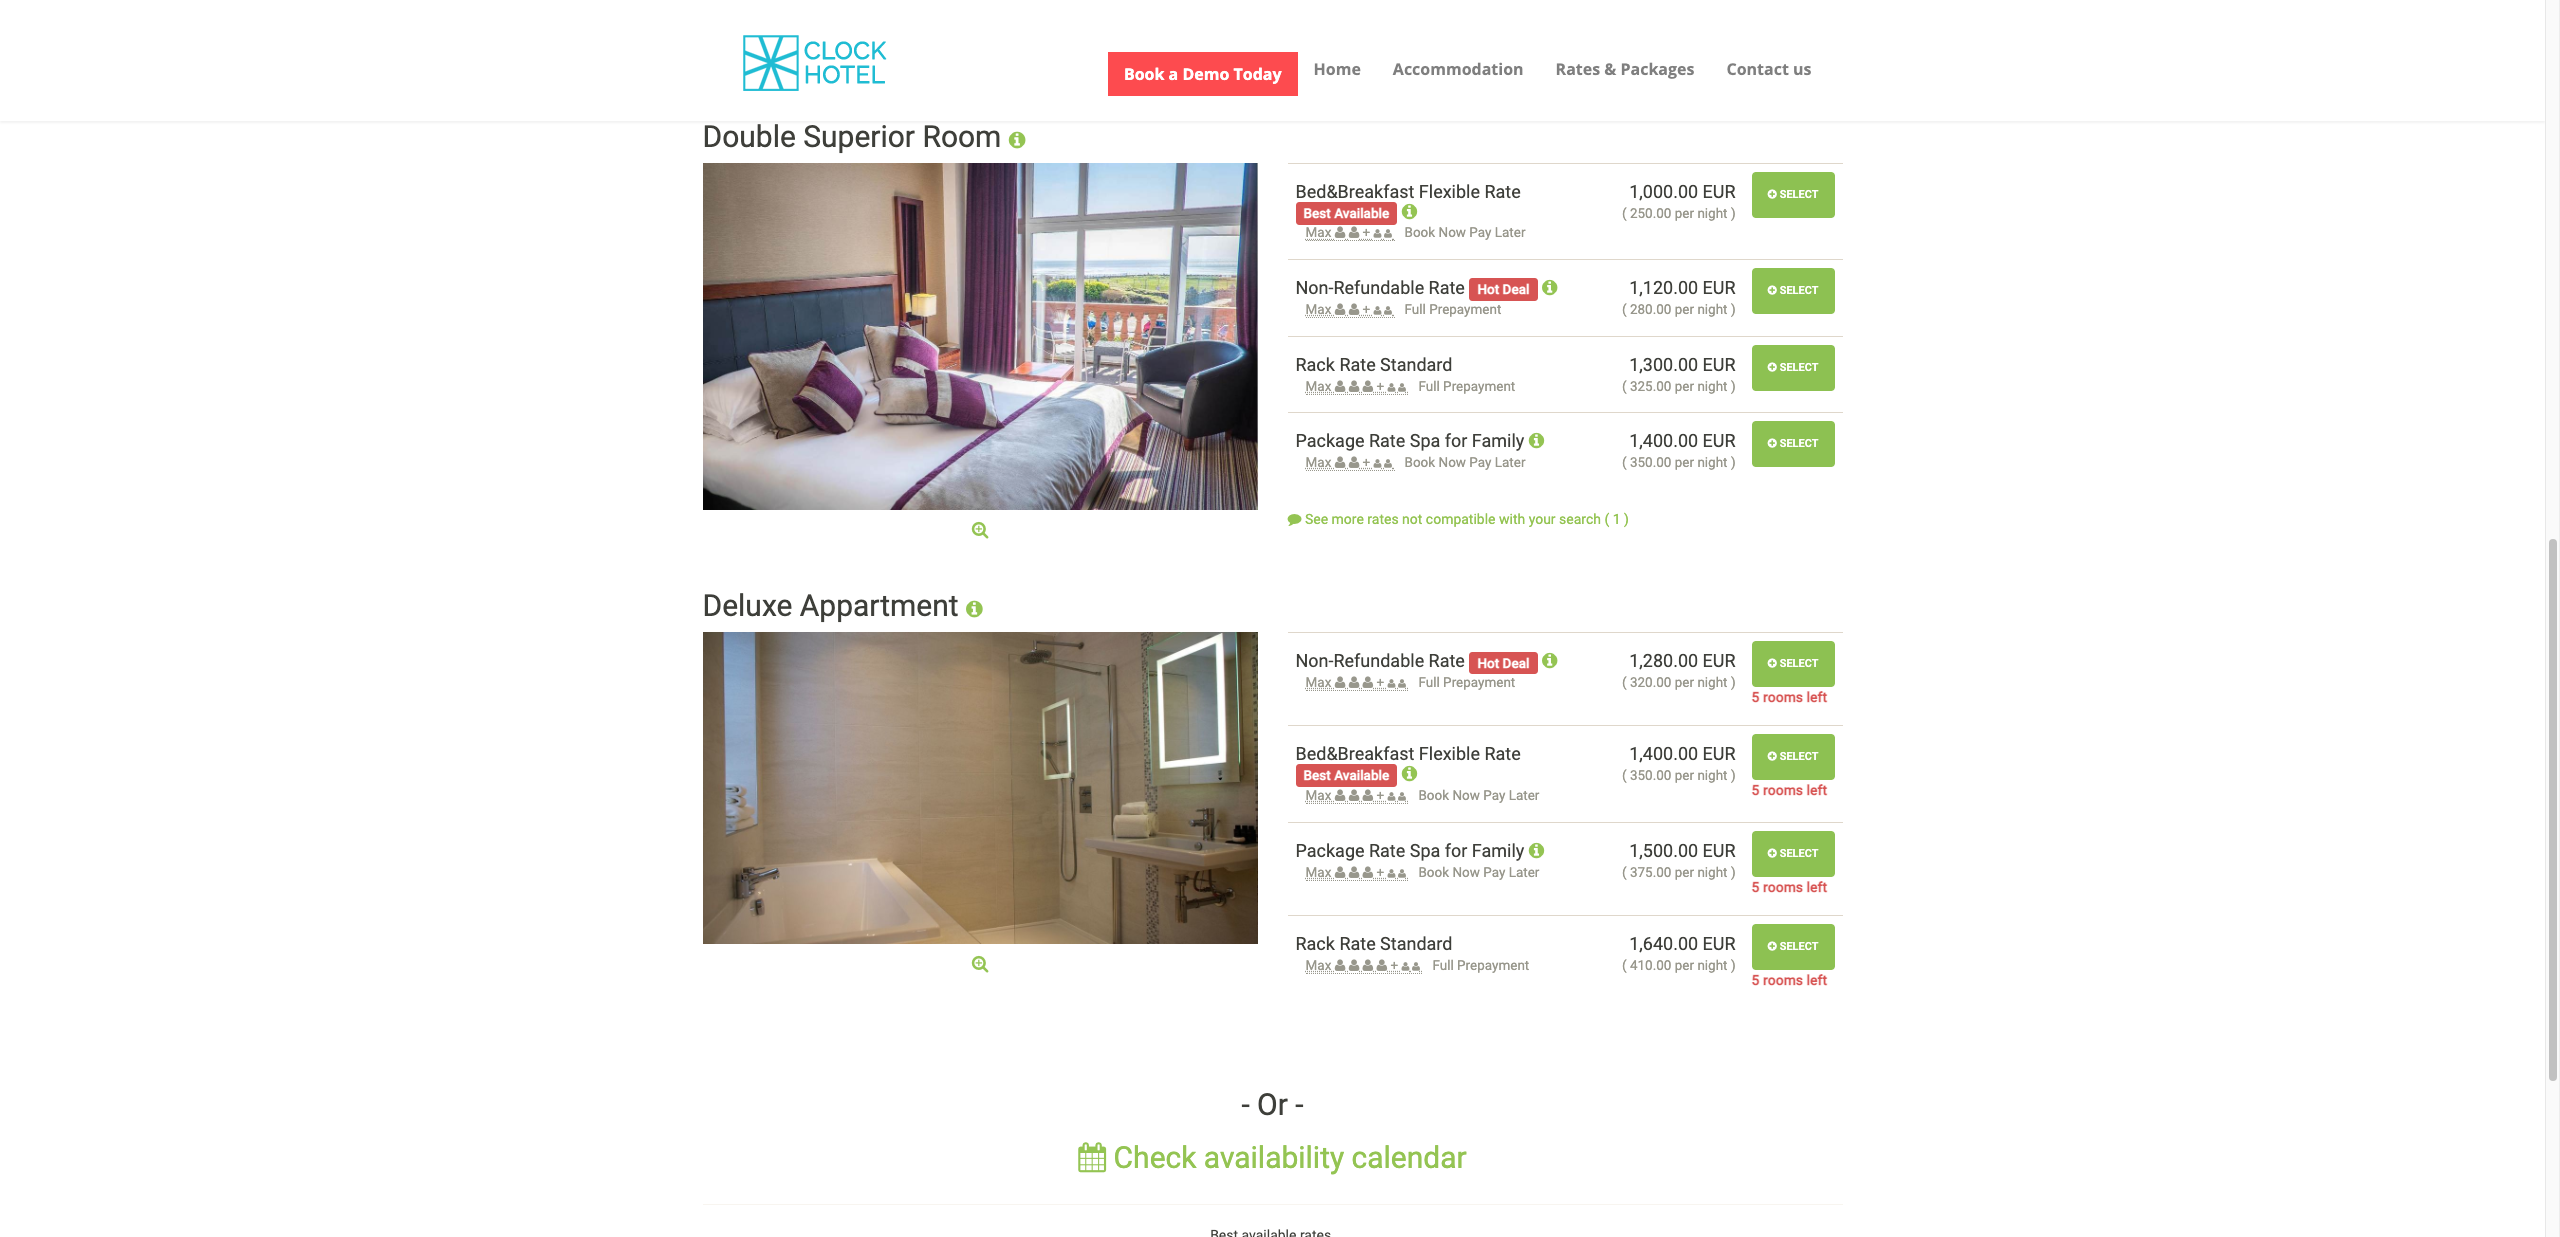 CLOCK
HOTEL
Book a Demo Today
Home
Accommodation
Rates & Packages
Contact us
Double Superior Room
Bed&Breakfast Flexible Rate
Best Available
Max + Book Now Pay Later
1,000.00 EUR
( 250.00 per night )
SELECT
Non-Refundable Rate Hot Deal
Max + Full Prepayment
1,120.00 EUR
( 280.00 per night )
SELECT
Rack Rate Standard
Max + Full Prepayment
1,300.00 EUR
( 325.00 per night )
SELECT
Package Rate Spa for Family
Max + Book Now Pay Later
1,400.00 EUR
( 350.00 per night )
SELECT
See more rates not compatible with your search ( 1 )
Deluxe Appartment
Non-Refundable Rate Hot Deal
Max + Full Prepayment
1,280.00 EUR
( 320.00 per night )
SELECT
5 rooms left
Bed&Breakfast Flexible Rate
Best Available
Max + Book Now Pay Later
1,400.00 EUR
( 350.00 per night )
SELECT
5 rooms left
Package Rate Spa for Family
Max + Book Now Pay Later
1,500.00 EUR
( 375.00 per night )
SELECT
5 rooms left
Rack Rate Standard
Max + Full Prepayment
1,640.00 EUR
( 410.00 per night )
SELECT
5 rooms left
- Or -
Check availability calendar
Best available rates